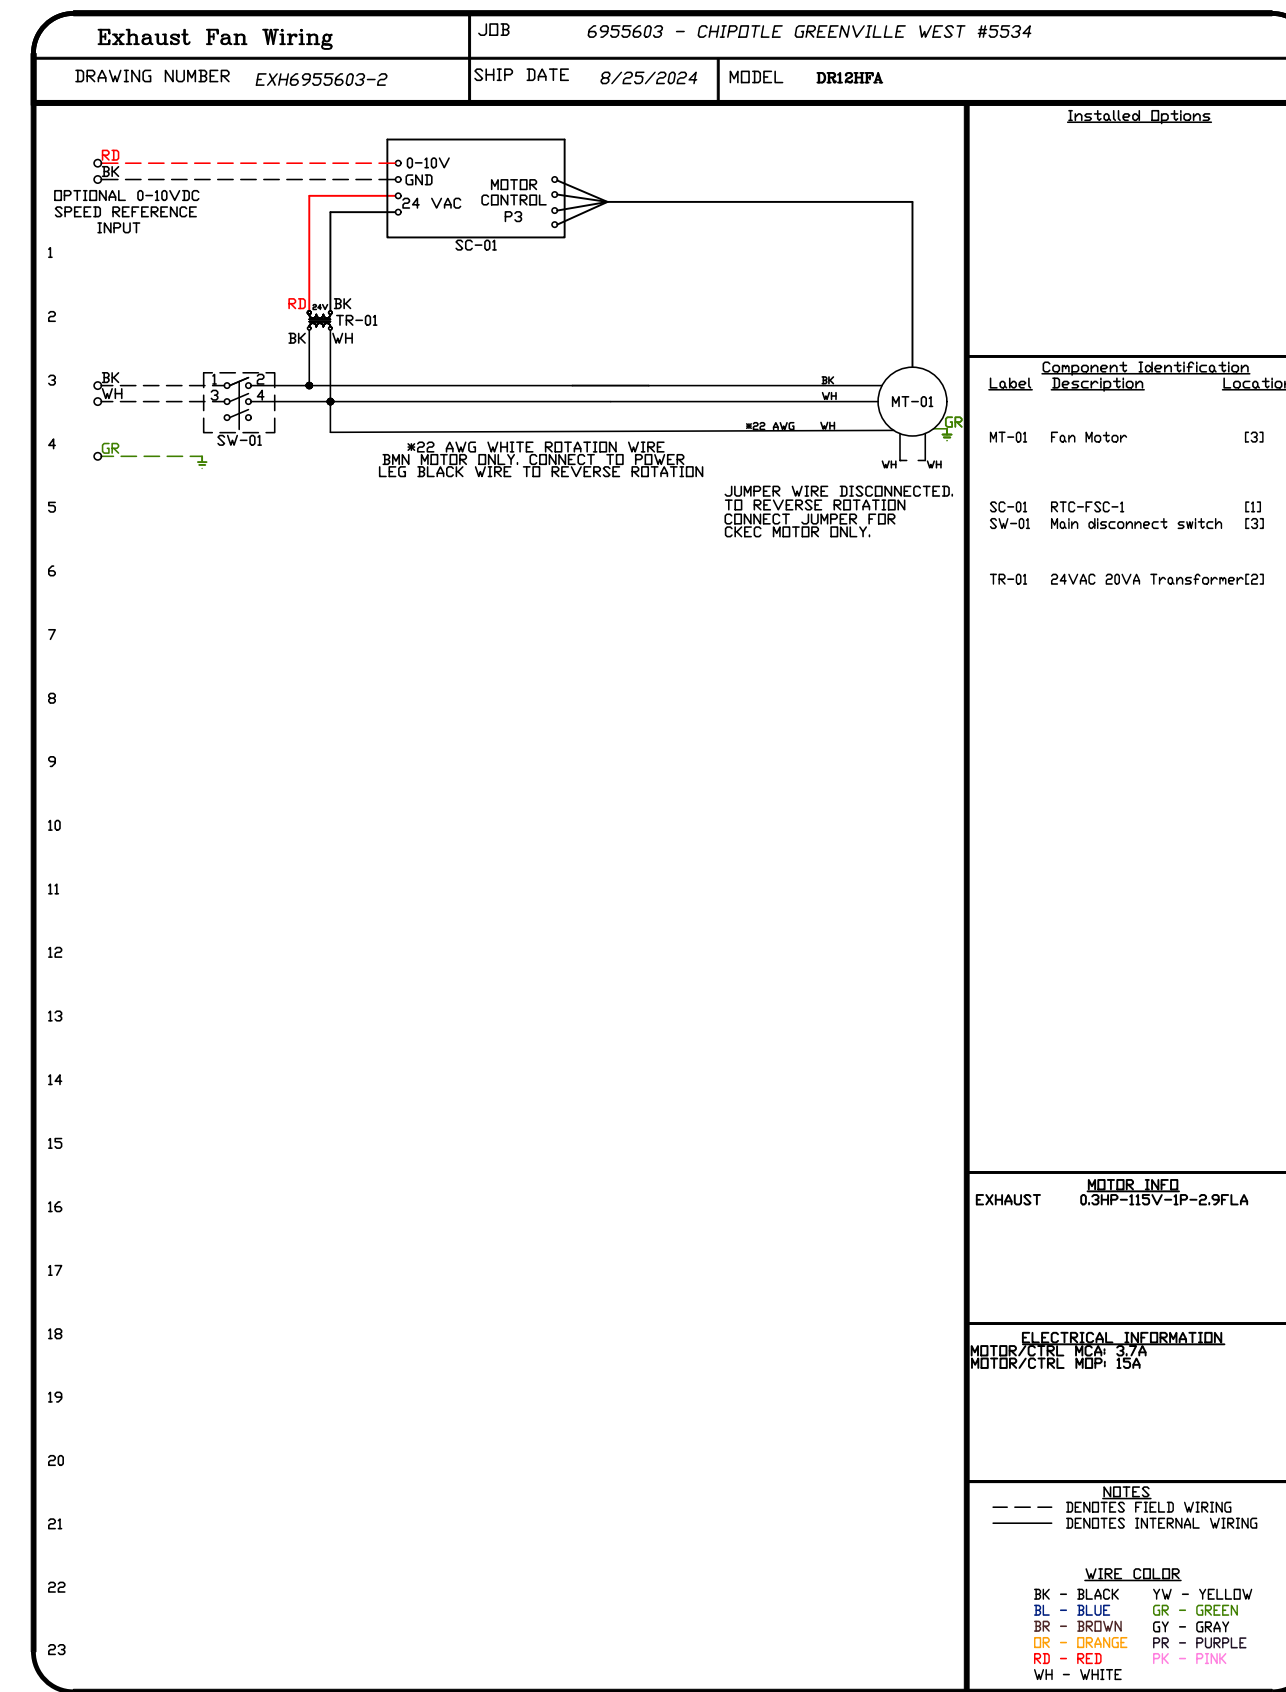 Exhaust Fan Wiring
JOB 6955603 - CHIPOTLE GREENVILLE WEST #5534
DRAWING NUMBER EXH6955603-2
SHIP DATE 8/25/2024
MODEL DR12HFA
RD
BK
OPTIONAL 0-10VDC
SPEED REFERENCE
INPUT
0-10V
GND
24 VAC
MOTOR
CONTROL
P3
SC-01
RD 24V BK
TR-01
BK WH
BK
WH
1 2
3 4
SW-01
GR
BK
WH
*22 AWG WH
MT-01
GR
WH WH
*22 AWG WHITE ROTATION WIRE
BMN MOTOR ONLY. CONNECT TO POWER
LEG BLACK WIRE TO REVERSE ROTATION
JUMPER WIRE DISCONNECTED.
TO REVERSE ROTATION
CONNECT JUMPER FOR
CKEC MOTOR ONLY.
1
2
3
4
5
6
7
8
9
10
11
12
13
14
15
16
17
18
19
20
21
22
23
Installed Options
Component Identification
Label Description Location
MT-01 Fan Motor [3]
SC-01 RTC-FSC-1 [1]
SW-01 Main disconnect switch [3]
TR-01 24VAC 20VA Transformer[2]
MOTOR INFO
EXHAUST 0.3HP-115V-1P-2.9FLA
ELECTRICAL INFORMATION
MOTOR/CTRL MCA: 3.7A
MOTOR/CTRL MOP: 15A
NOTES
DENOTES FIELD WIRING
DENOTES INTERNAL WIRING
WIRE COLOR
BK - BLACK YW - YELLOW
BL - BLUE GR - GREEN
BR - BROWN GY - GRAY
OR - ORANGE PR - PURPLE
RD - RED PK - PINK
WH - WHITE